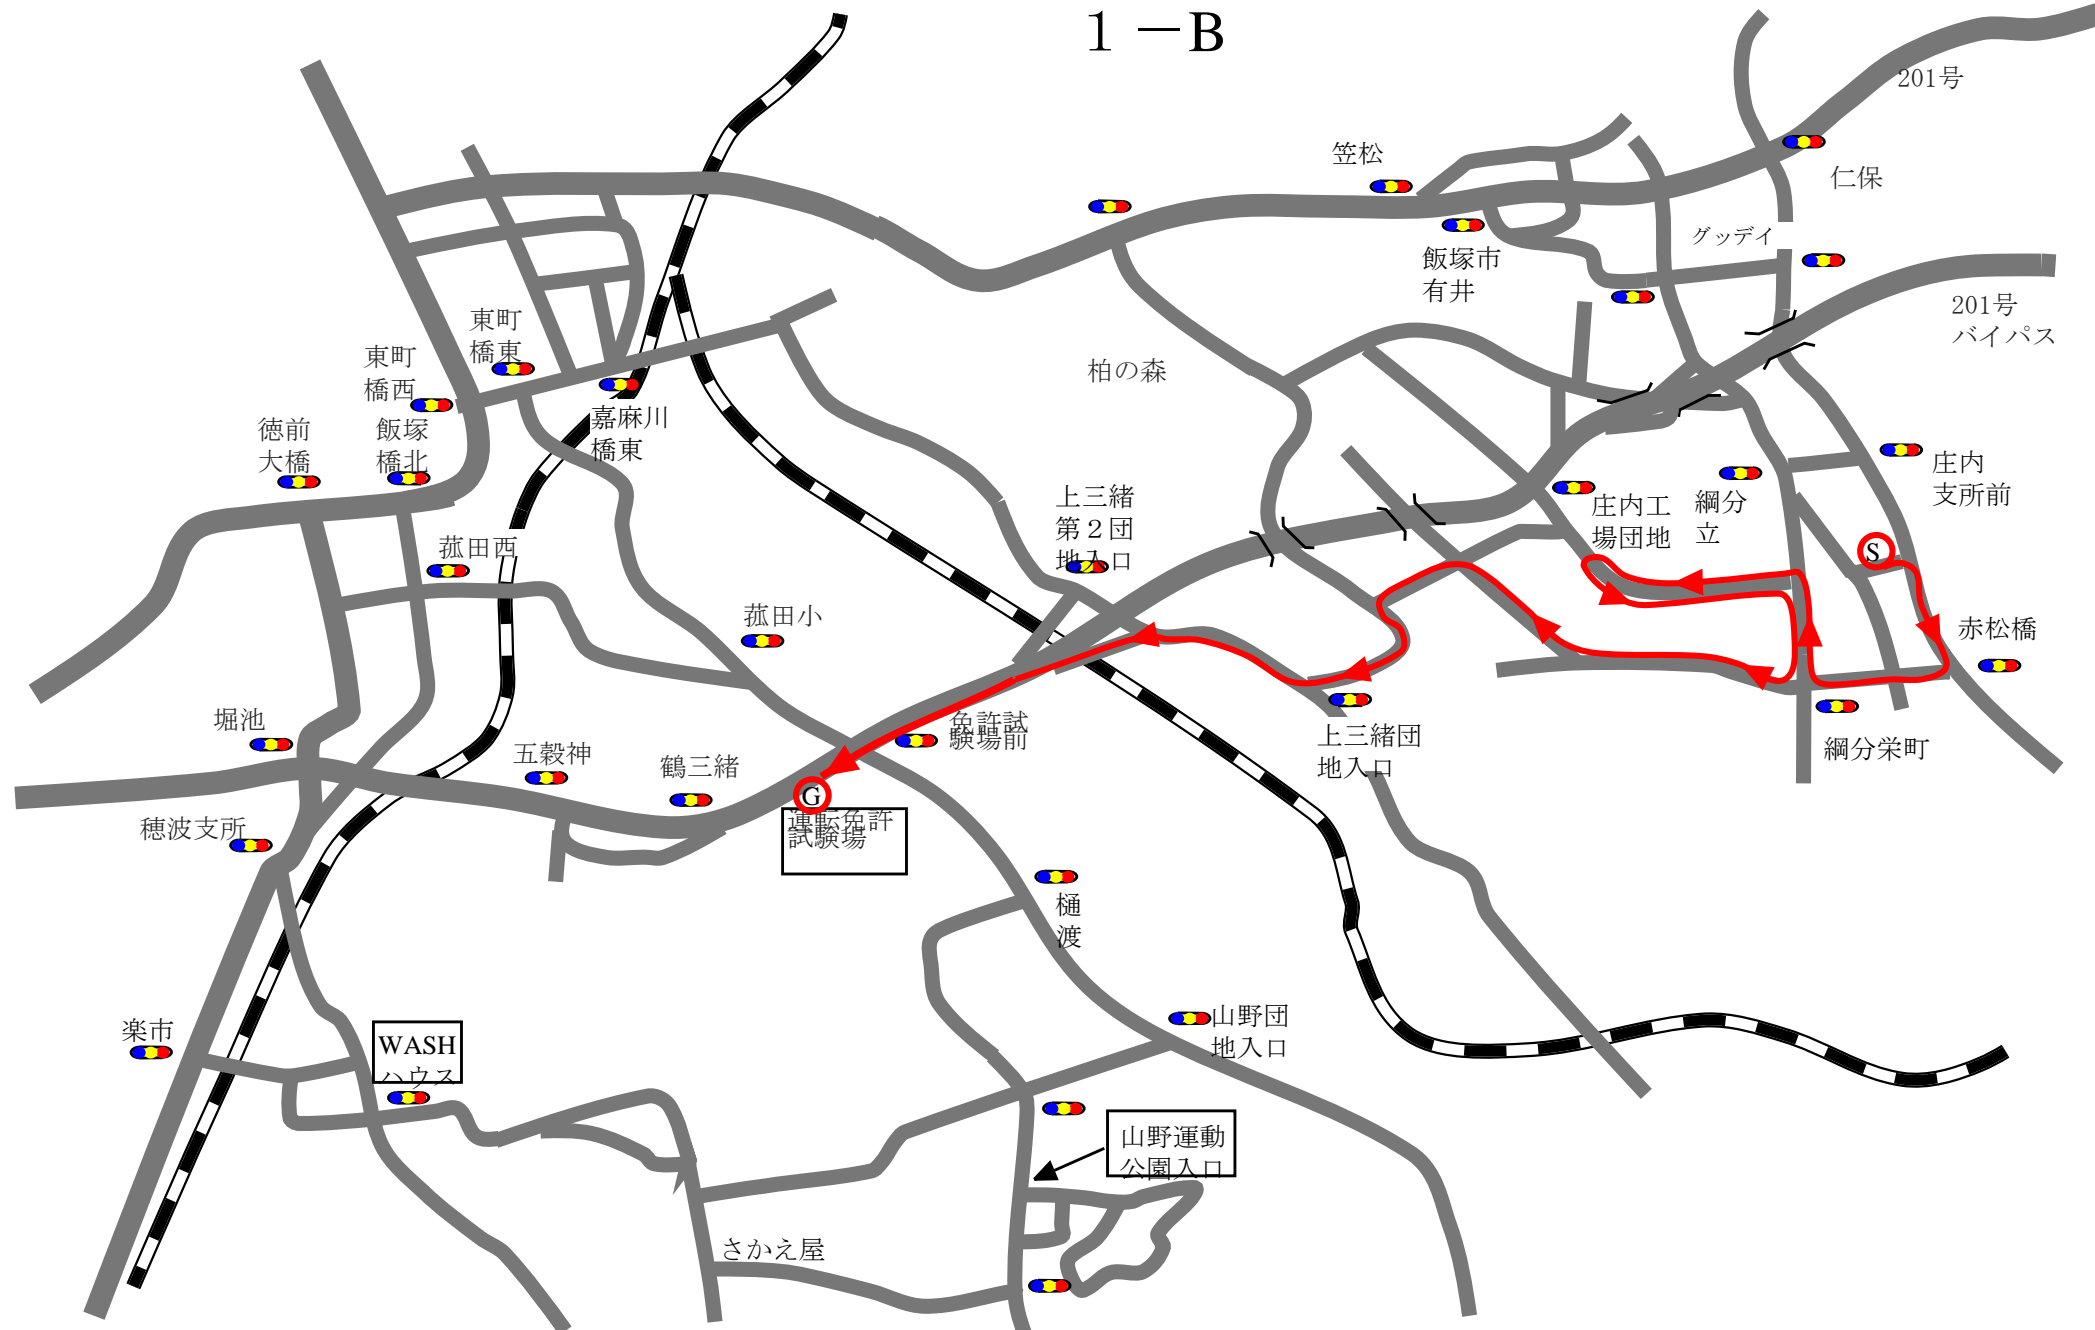 １－B
201号
笠松
仁保
グッデイ
飯塚市
有井
201号
バイパス
東町
橋東
東町
橋西
柏の森
嘉麻川
橋東
徳前
大橋
飯塚
橋北
庄内
支所前
上三緒
第２団
地入口
庄内工
場団地
綱分
立
菰田西
S
菰田小
赤松橋
堀池
免許試
験場前
上三緒団
地入口
綱分栄町
五穀神
鶴三緒
G
運転免許
試験場
穂波支所
樋
渡
楽市
WASH
ハウス
山野団
地入口
山野運動
公園入口
さかえ屋